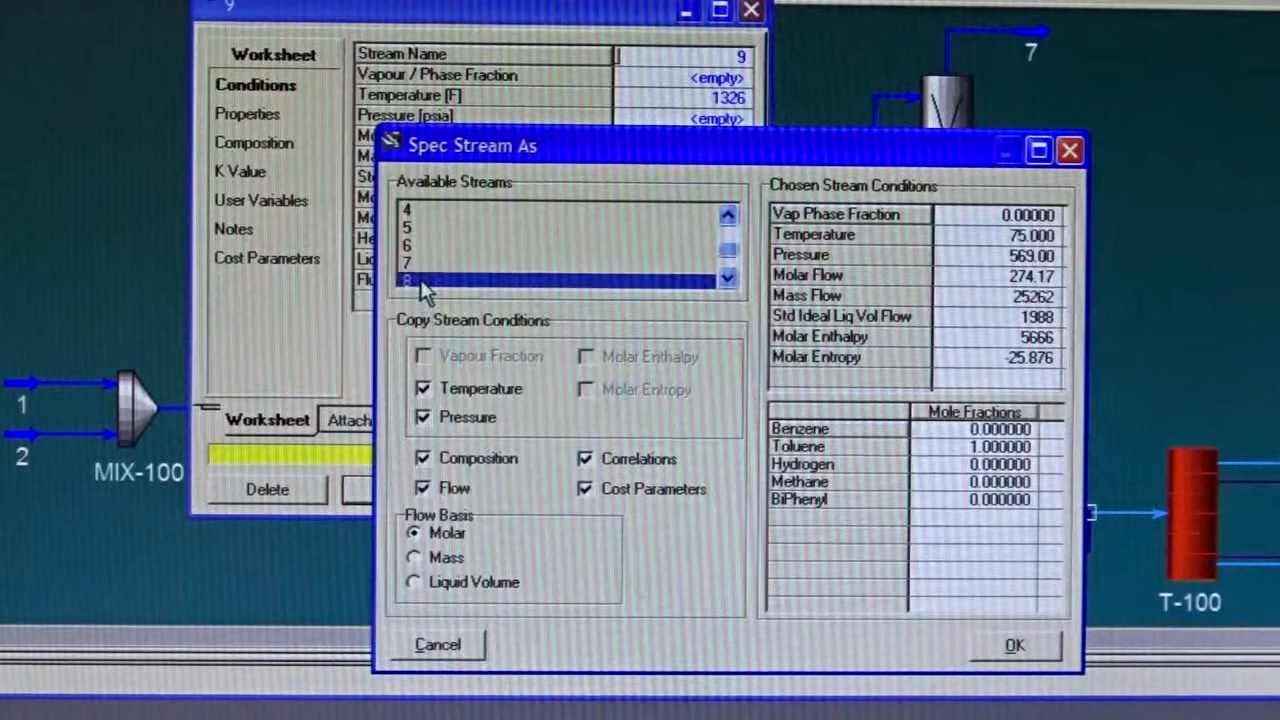 9
Worksheet
Conditions
Properties
Composition
K Value
User Variables
Notes
Cost Parameters
Stream Name 9
Vapour / Phase Fraction <empty>
Temperature [F] 1326
Pressure [psia] <empty>
7
Spec Stream As
Available Streams
4
5
6
7
8
Copy Stream Conditions
Vapour Fraction
Molar Enthalpy
Temperature
Molar Entropy
Pressure
Composition
Correlations
Flow
Cost Parameters
Flow Basis
Molar
Mass
Liquid Volume
Cancel
OK
Chosen Stream Conditions
Vap Phase Fraction 0.00000
Temperature 75.000
Pressure 569.00
Molar Flow 274.17
Mass Flow 25262
Std Ideal Liq Vol Flow 1988
Molar Enthalpy 5666
Molar Entropy -25.876
Mole Fractions
Benzene 0.000000
Toluene 1.000000
Hydrogen 0.000000
Methane 0.000000
BiPhenyl 0.000000
Worksheet
Attach
Delete
1
2
MIX-100
T-100